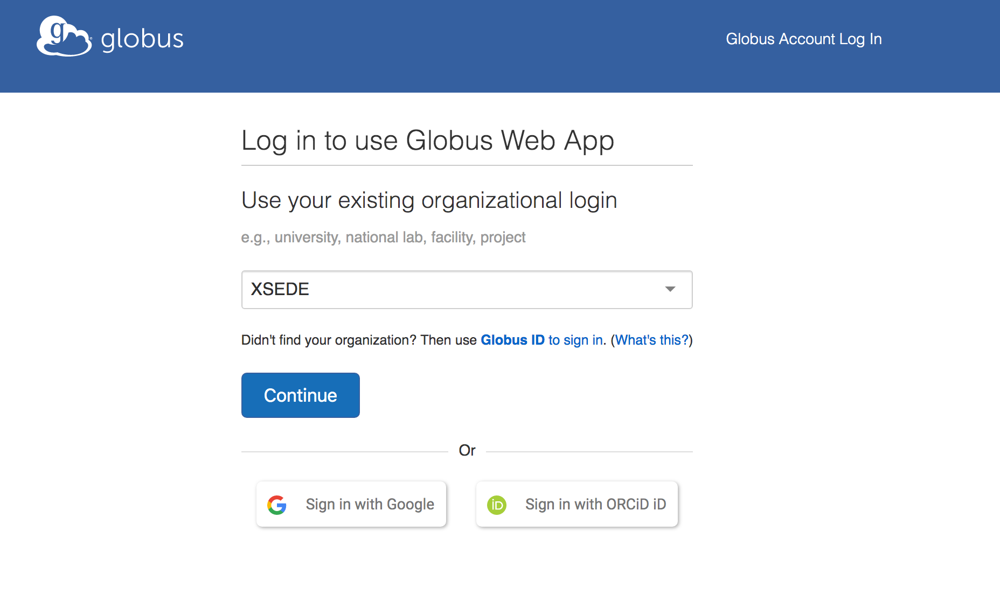 globus
Globus Account Log In
Log in to use Globus Web App
Use your existing organizational login
e.g., university, national lab, facility, project
XSEDE
Didn't find your organization? Then use Globus ID to sign in. (What's this?)
Continue
Or
Sign in with Google
iD Sign in with ORCiD iD